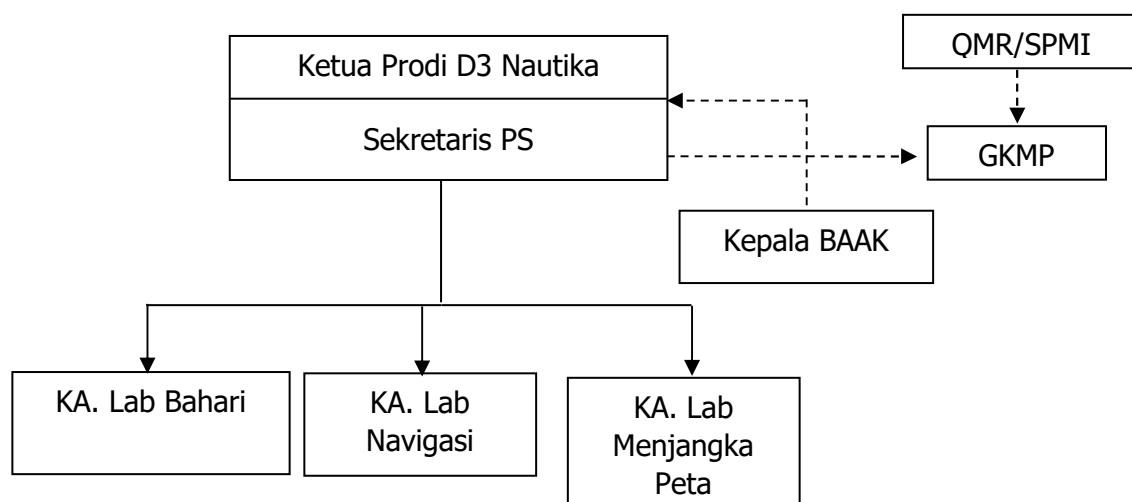 Ketua Prodi D3 Nautika
QMR/SPMI
Sekretaris PS
GKMP
Kepala BAAK
KA. Lab Bahari
KA. Lab
Navigasi
KA. Lab
Menjangka
Peta